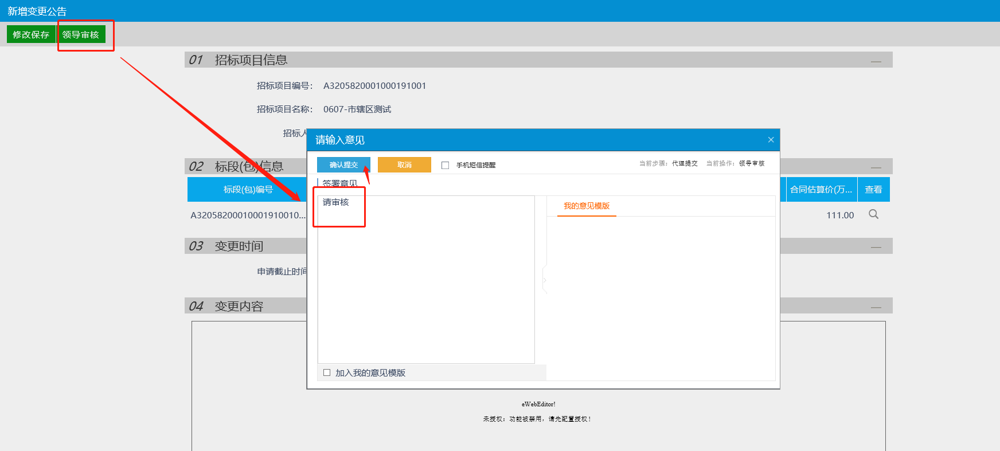 新增变更公告
修改保存 领导审核
01 招标项目信息
招标项目编号: A3205820001000191001
招标项目名称: 0607-市辖区测试
招标人
请输入意见
确认提交 取消 手机短信提醒 当前步骤: 代理提交 当前操作: 领导审核
签署意见
请审核
我的意见模版
加入我的意见模版
02 标段(包)信息
标段(包)编号 合同估算价(万... 查看
A32058200010001910010... 111.00
03 变更时间
申请截止时间
04 变更内容
eWebEditor!
未授权: 功能被禁用, 请先配置授权!